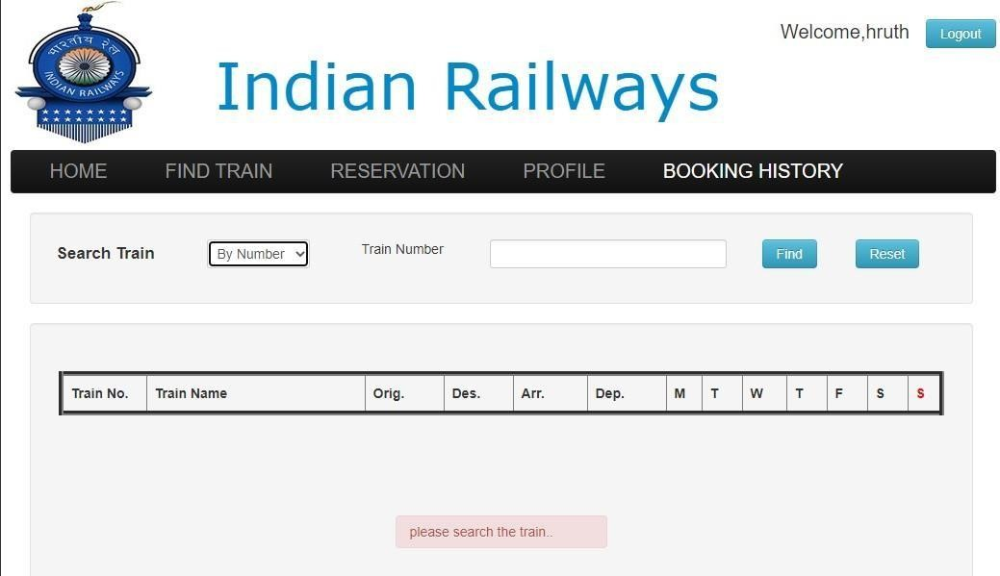 भारतीय रेल
INDIAN RAILWAYS
Welcome,hruth
Logout
Indian Railways
HOME FIND TRAIN RESERVATION PROFILE BOOKING HISTORY
Search Train By Number Train Number Find Reset
Train No. Train Name Orig. Des. Arr. Dep. M T W T F S S
please search the train..